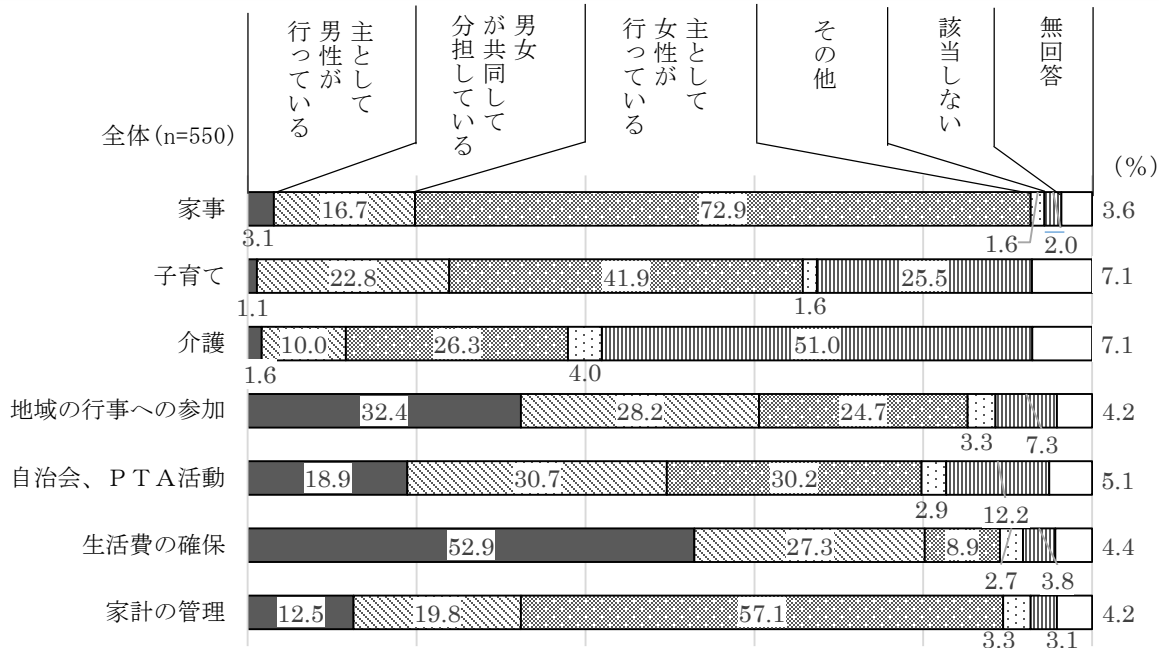 主として
男性が
行っている
男女
が共同して
分担している
主として
女性が
行っている
その他
該当しない
無回答
全体(n=550)
(%)
家事
3.1
16.7
72.9
1.6
2.0
3.6
子育て
1.1
22.8
41.9
1.6
25.5
7.1
介護
1.6
10.0
26.3
4.0
51.0
7.1
地域の行事への参加
32.4
28.2
24.7
3.3
7.3
4.2
自治会、ＰＴＡ活動
18.9
30.7
30.2
2.9
12.2
5.1
生活費の確保
52.9
27.3
8.9
2.7
3.8
4.4
家計の管理
12.5
19.8
57.1
3.3
3.1
4.2